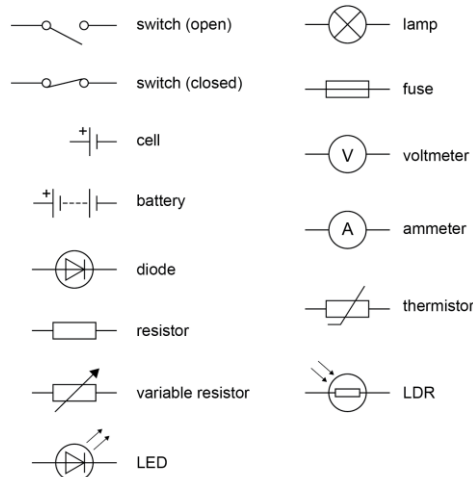 switch (open)
switch (closed)
+
cell
+
battery
diode
resistor
variable resistor
LED
lamp
fuse
V
voltmeter
A
ammeter
thermistor
LDR